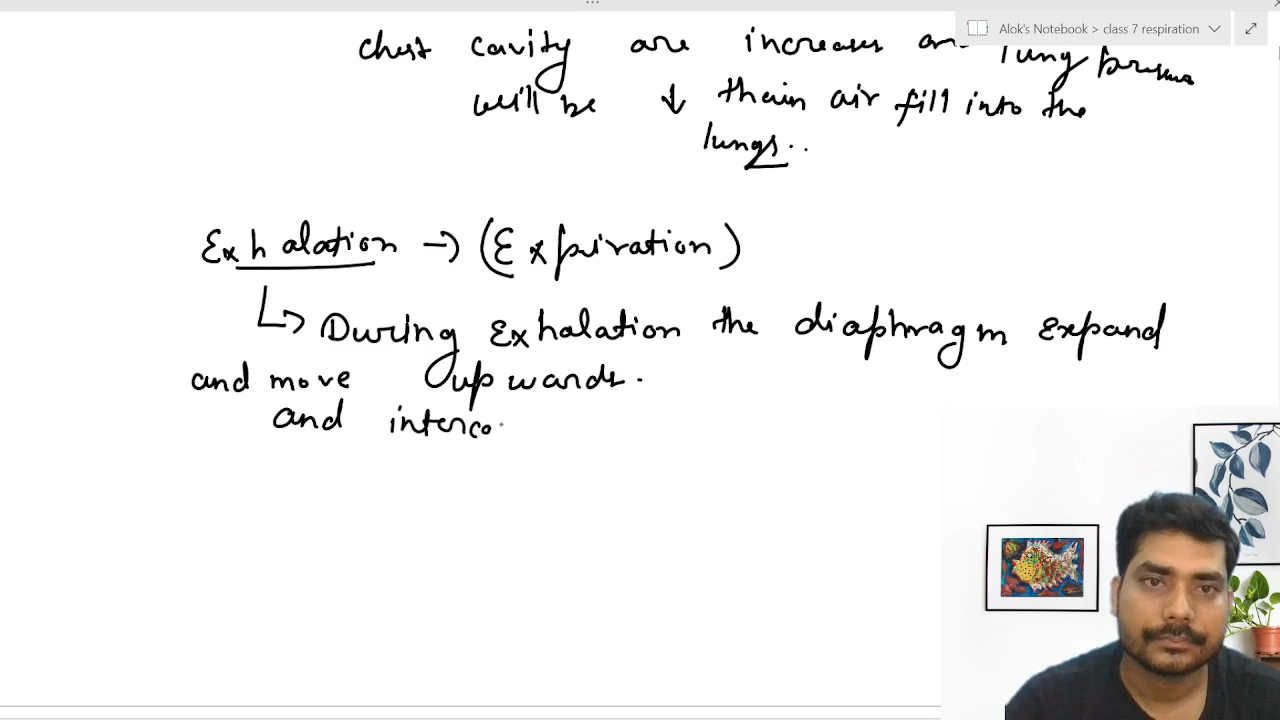 Alok's Notebook > class 7 respiration
chest cavity are increases and lung pressure
will be ↓ thain air fill into the
lungs..
Exhalation → (Expiration)
↳ During Exhalation the diaphragm Expand
and move upwards.
and interco